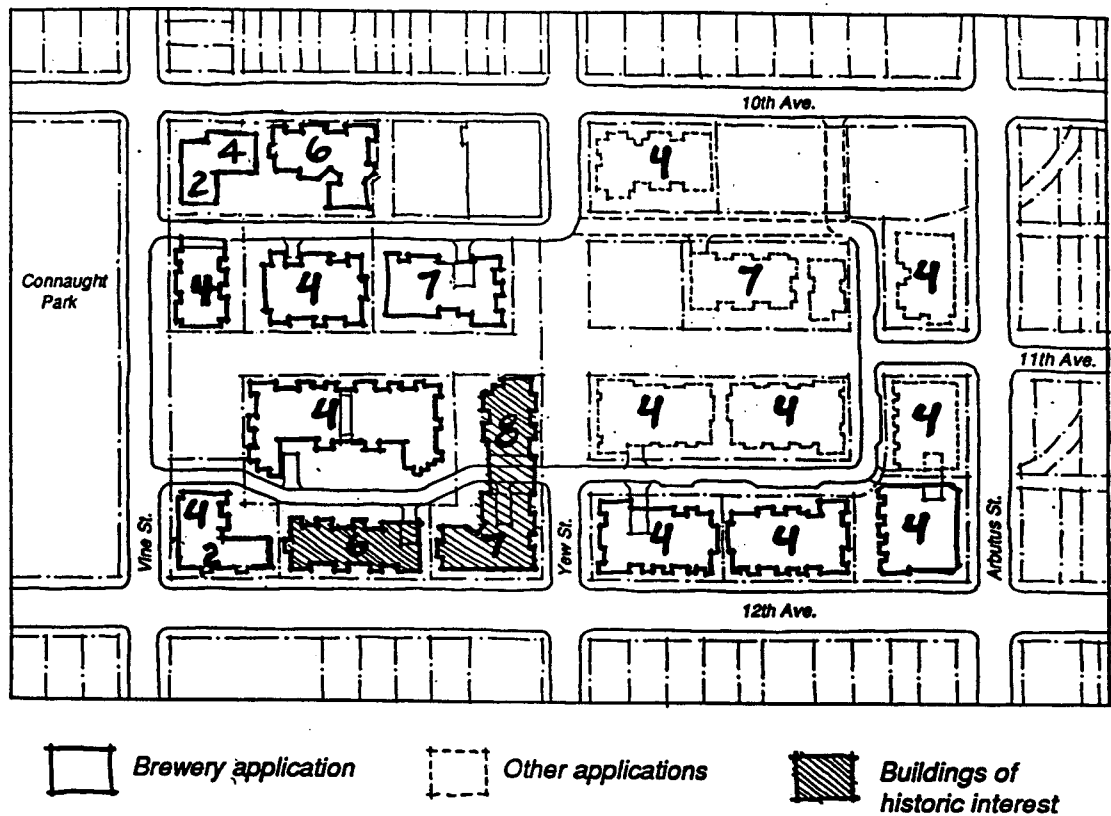 10th Ave.
4
6
2
4
Connaught
Park
4
4
7
7
4
11th Ave.
4
8
4
4
4
Vine St.
4
2
6
7
Yew St.
4
4
4
Arbutus St.
12th Ave.
Brewery application
Other applications
Buildings of
historic interest